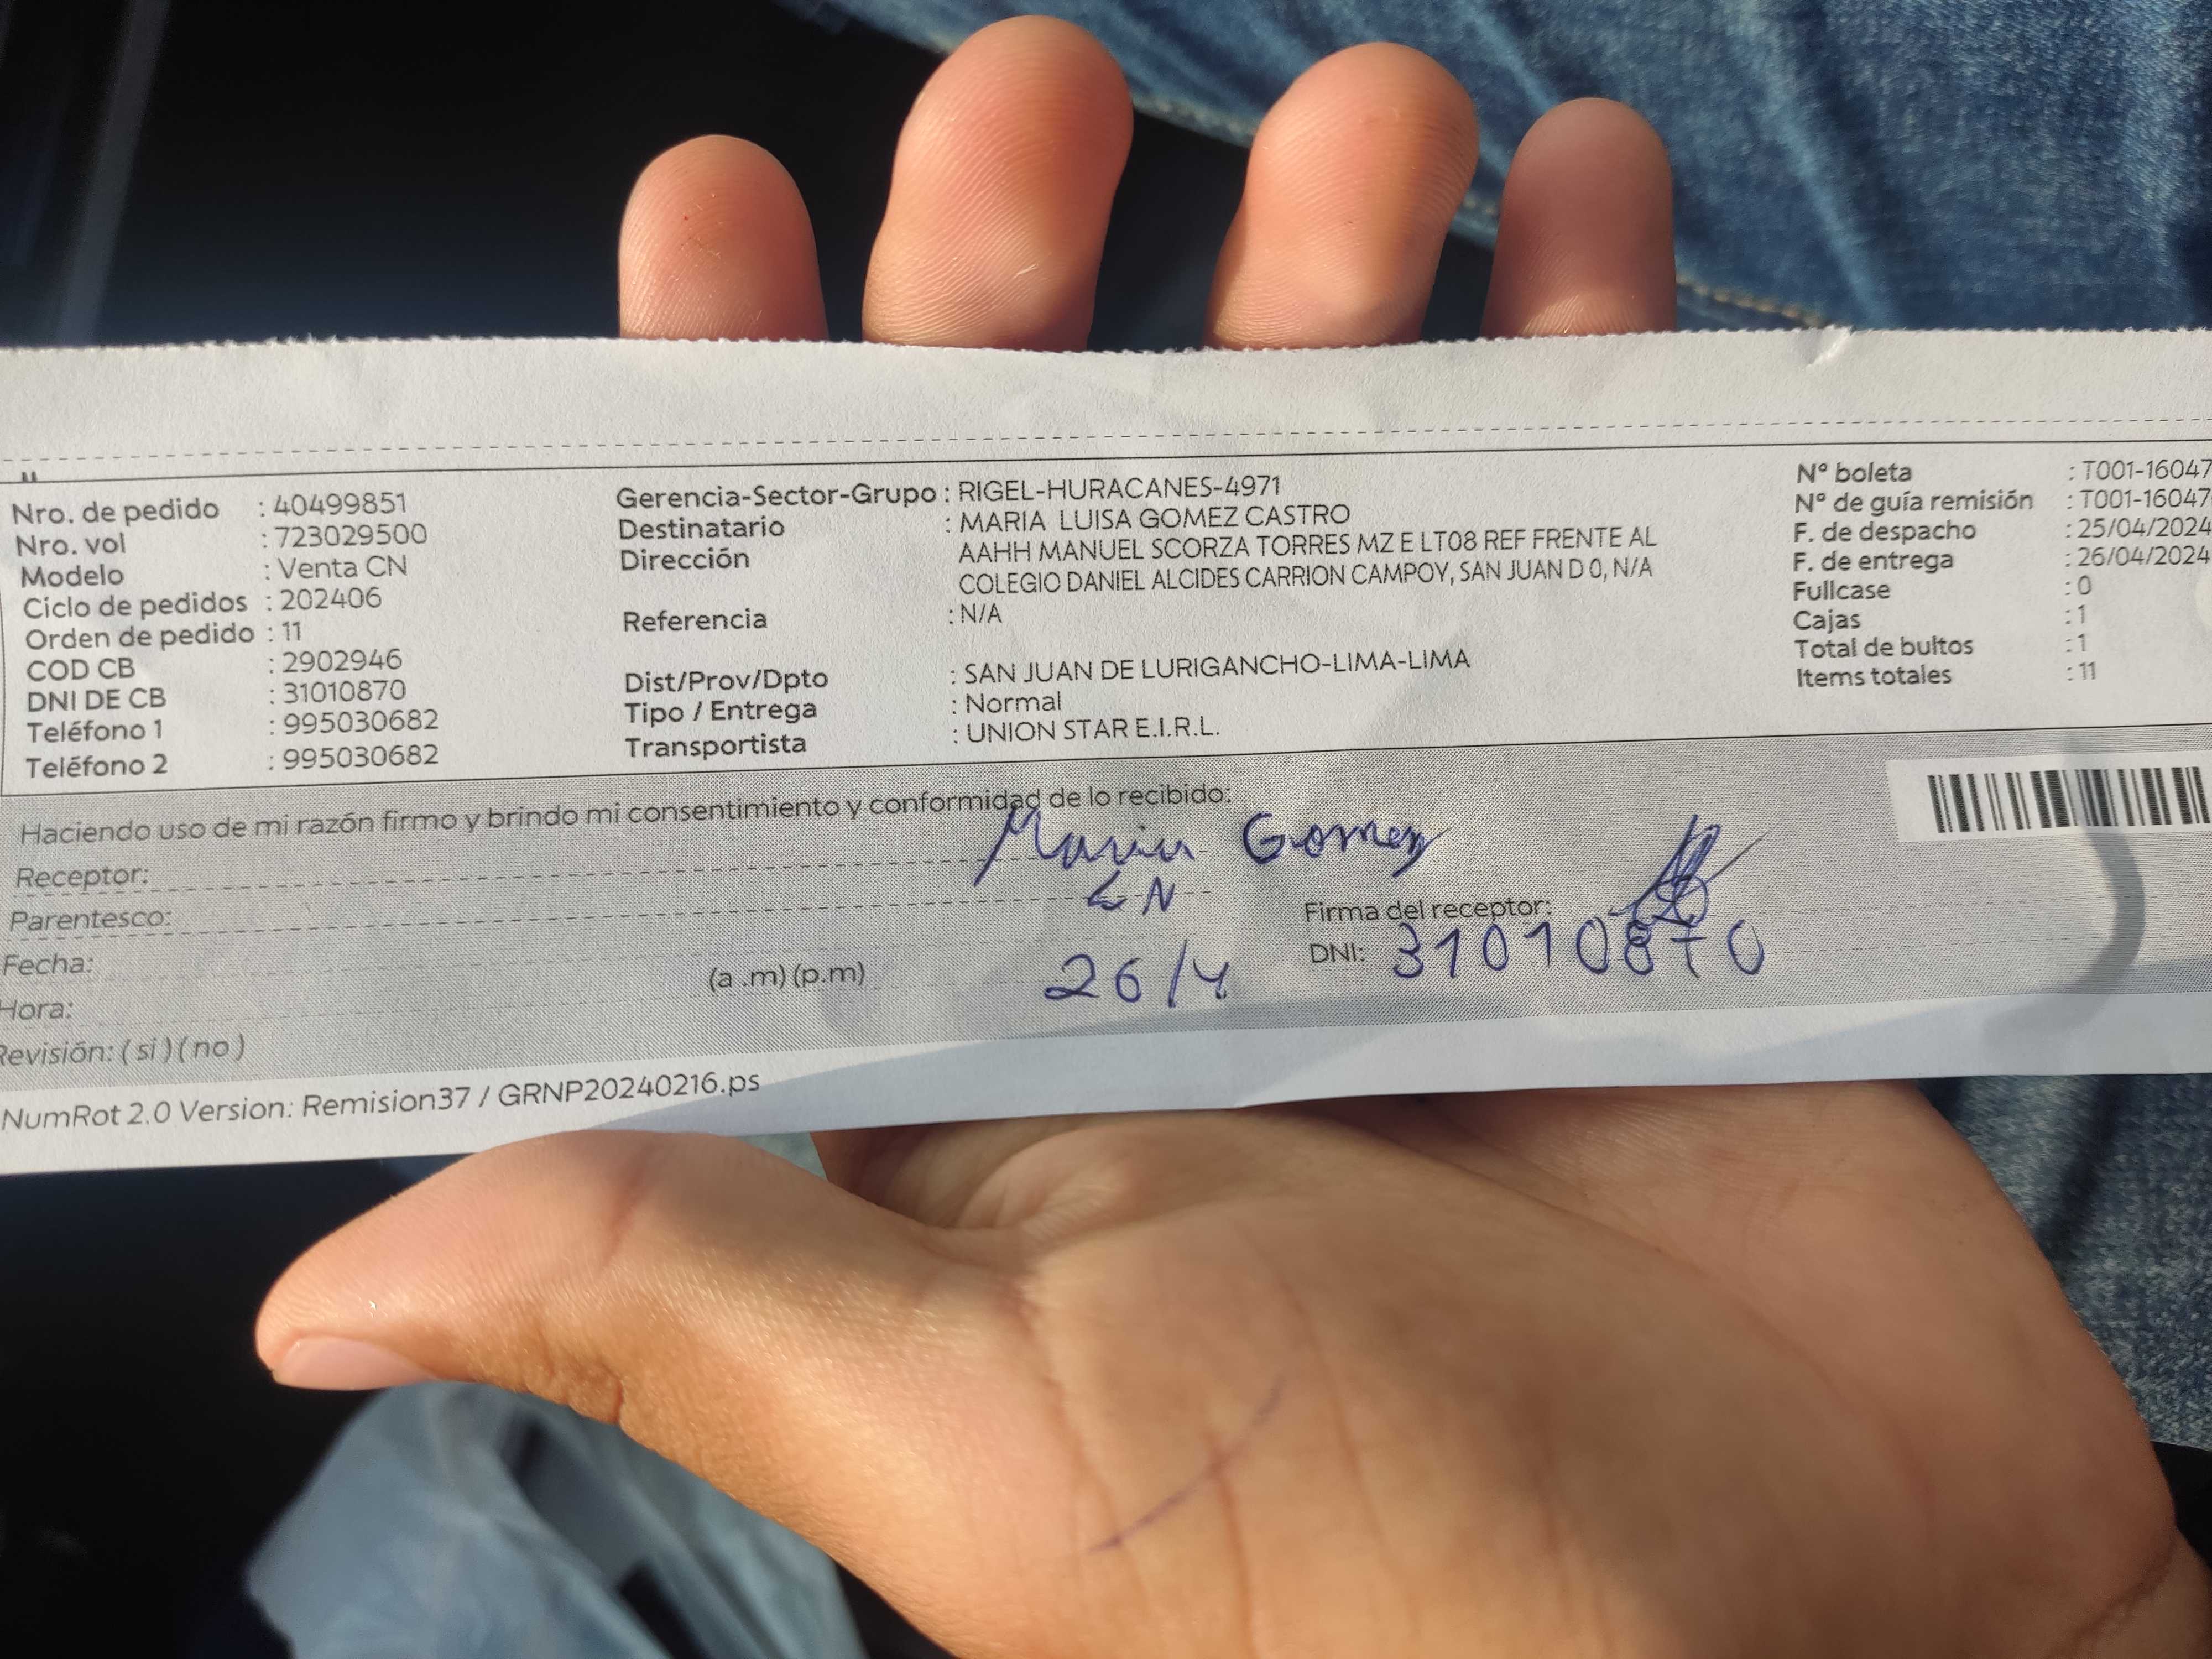 Nro. de pedido : 40499851
Nro. vol : 723029500
Modelo : Venta CN
Ciclo de pedidos : 202406
Orden de pedido : 11
COD CB : 2902946
DNI DE CB : 31010870
Teléfono 1 : 995030682
Teléfono 2 : 995030682
Gerencia-Sector-Grupo : RIGEL-HURACANES-4971
Destinatario : MARIA LUISA GOMEZ CASTRO
Dirección AAHH MANUEL SCORZA TORRES MZ E LT08 REF FRENTE AL
COLEGIO DANIEL ALCIDES CARRION CAMPOY, SAN JUAN D 0, N/A
Referencia : N/A
Dist/Prov/Dpto : SAN JUAN DE LURIGANCHO-LIMA-LIMA
Tipo / Entrega : Normal
Transportista : UNION STAR E.I.R.L.
N° boleta : T001-16047
N° de guía remisión : T001-16047
F. de despacho : 25/04/2024
F. de entrega : 26/04/2024
Fullcase : 0
Cajas : 1
Total de bultos : 1
Items totales : 11
Haciendo uso de mi razón firmo y brindo mi consentimiento y conformidad de lo recibido:
Receptor: Maria Gomez
Parentesco: CN
Firma del receptor:
Fecha: 26/4
DNI: 31010870
Hora: (a .m) (p.m)
Revisión: ( si ) ( no )
NumRot 2.0 Version: Remision37 / GRNP20240216.ps